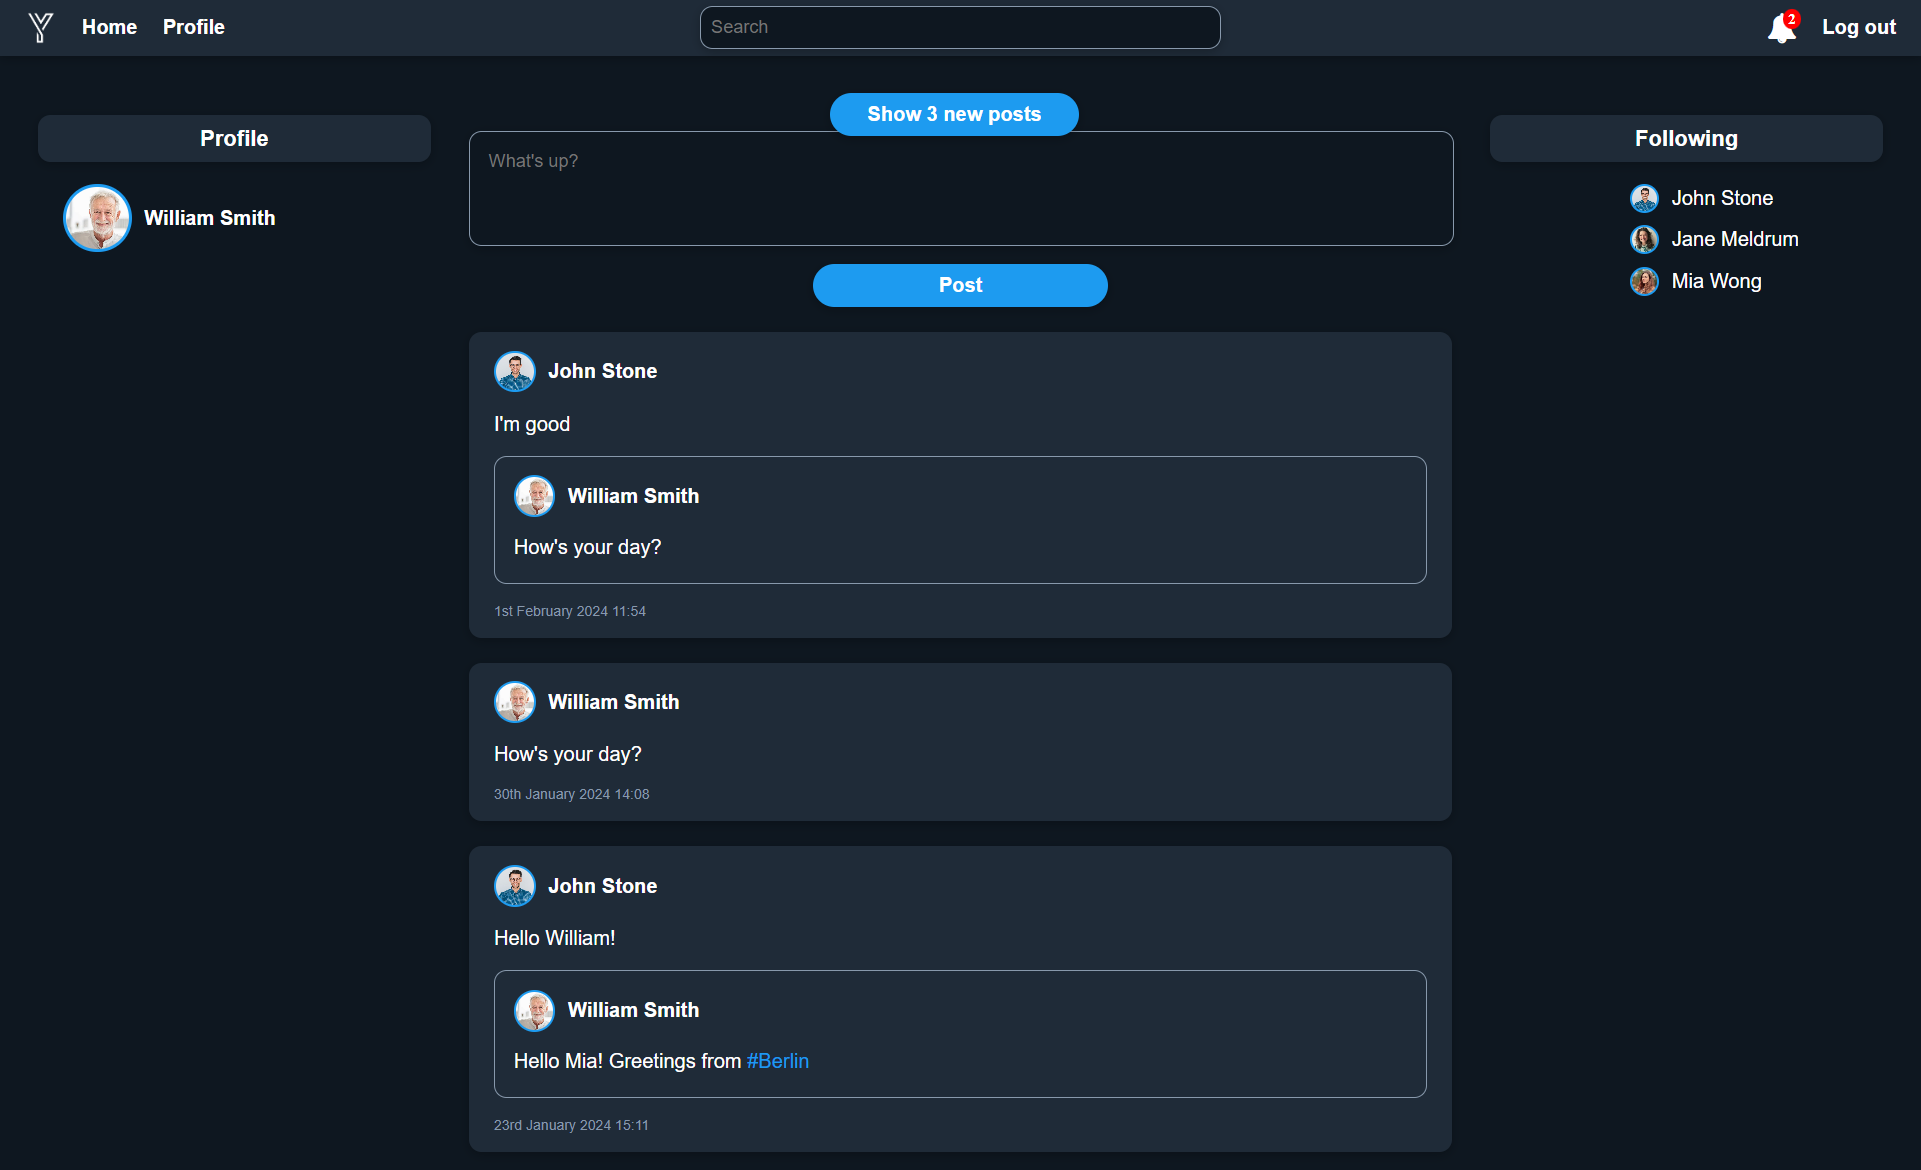 Y
Home
Profile
Search
2
Log out
Show 3 new posts
Profile
William Smith
What's up?
Post
Following
John Stone
Jane Meldrum
Mia Wong
John Stone
I'm good
William Smith
How's your day?
1st February 2024 11:54
William Smith
How's your day?
30th January 2024 14:08
John Stone
Hello William!
William Smith
Hello Mia! Greetings from #Berlin
23rd January 2024 15:11